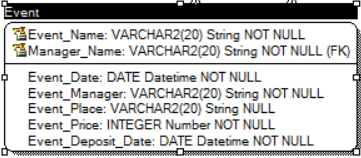 Event
Event_Name: VARCHAR2(20) String NOT NULL
Manager_Name: VARCHAR2(20) String NOT NULL (FK)
Event_Date: DATE Datetime NOT NULL
Event_Manager: VARCHAR2(20) String NOT NULL
Event_Place: VARCHAR2(20) String NULL
Event_Price: INTEGER Number NOT NULL
Event_Deposit_Date: DATE Datetime NOT NULL